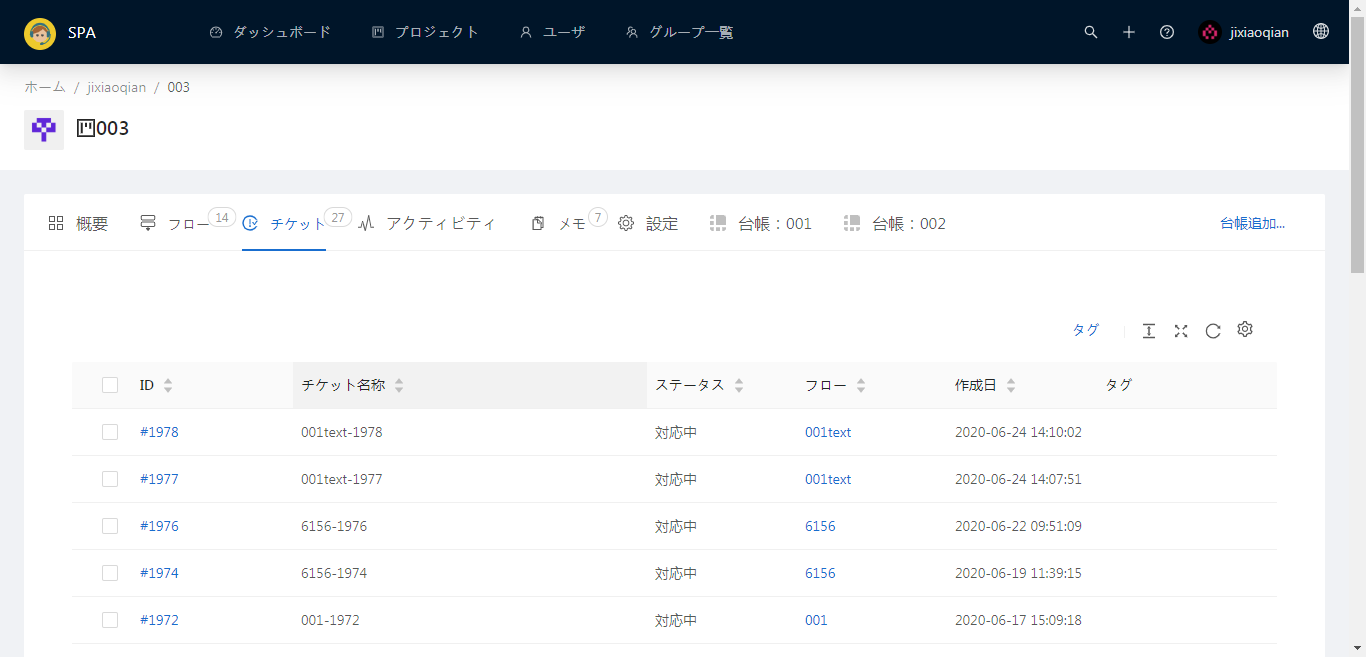 SPA ダッシュボード プロジェクト ユーザ グループ一覧 jixiaoqian
ホーム / jixiaoqian / 003
003
概要 フロー 14 チケット 27 アクティビティ メモ 7 設定 台帳：001 台帳：002 台帳追加...
タグ
ID チケット名称 ステータス フロー 作成日 タグ
#1978 001text-1978 対応中 001text 2020-06-24 14:10:02
#1977 001text-1977 対応中 001text 2020-06-24 14:07:51
#1976 6156-1976 対応中 6156 2020-06-22 09:51:09
#1974 6156-1974 対応中 6156 2020-06-19 11:39:15
#1972 001-1972 対応中 001 2020-06-17 15:09:18